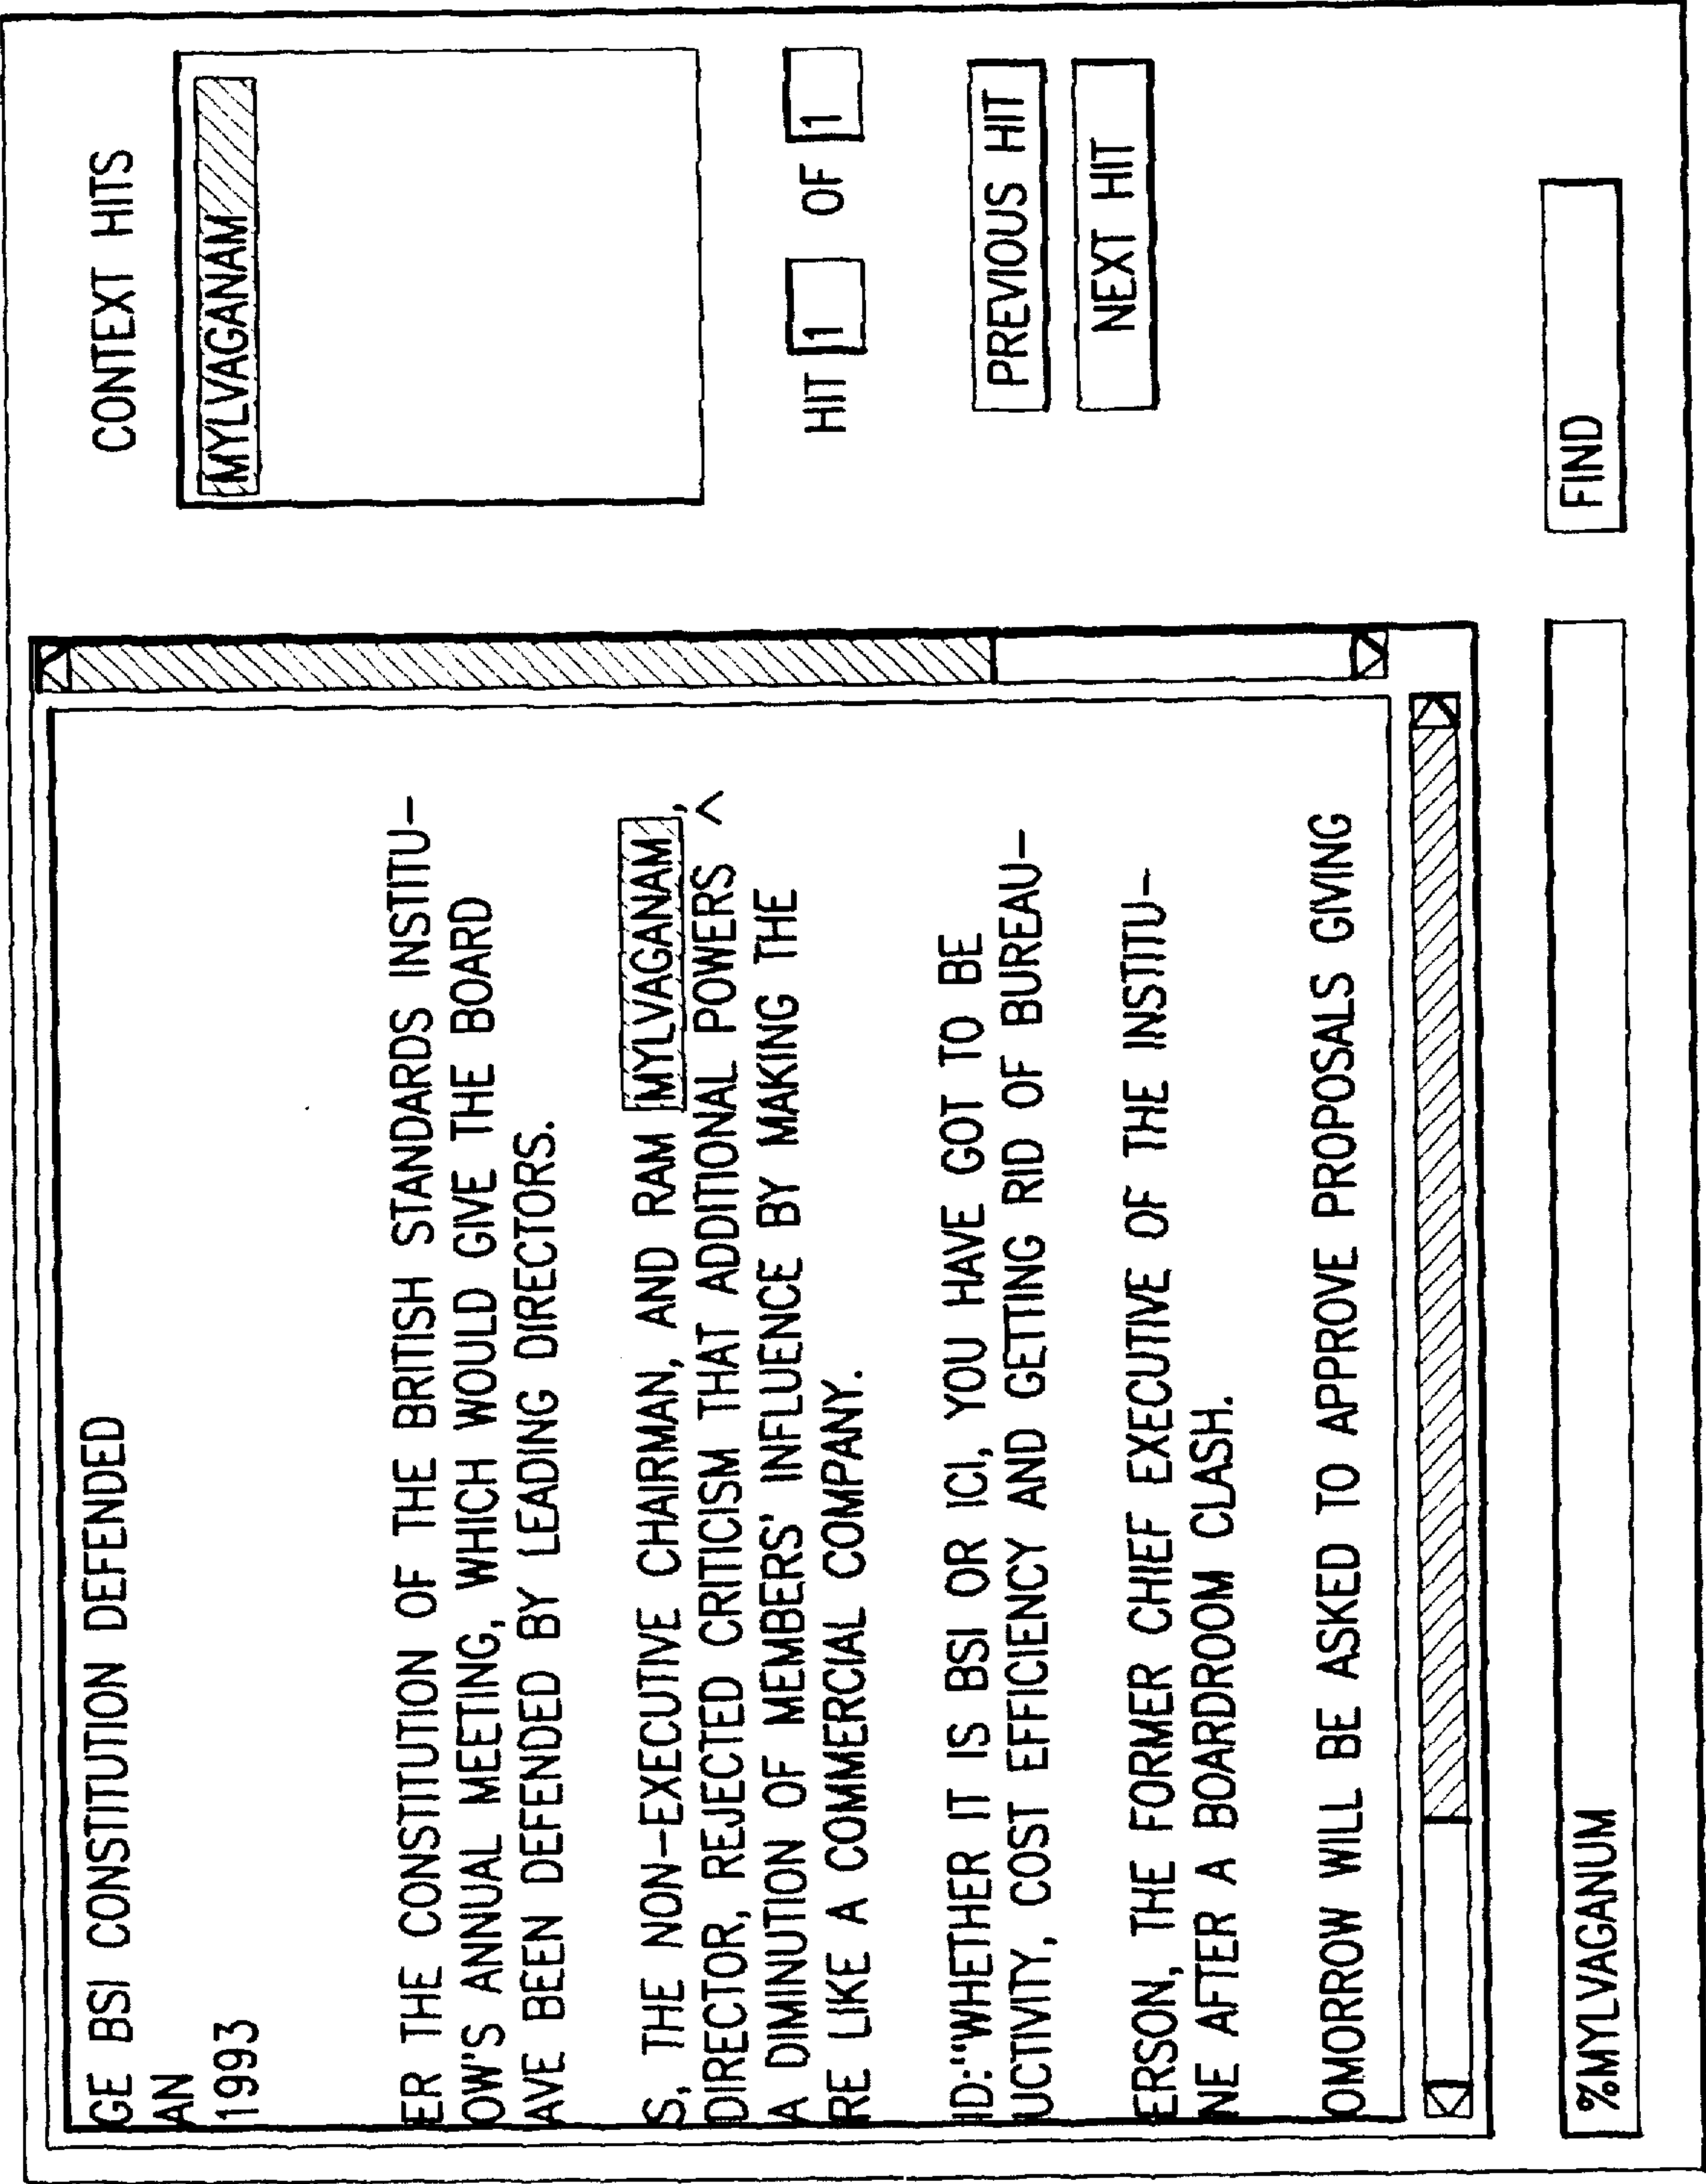 GE BSI CONSTITUTION DEFENDED
AN
1993
ER THE CONSTITUTION OF THE BRITISH STANDARDS INSTITU-
OW'S ANNUAL MEETING, WHICH WOULD GIVE THE BOARD
AVE BEEN DEFENDED BY LEADING DIRECTORS.
S, THE NON-EXECUTIVE CHAIRMAN, AND RAM MYLVAGANAM,
DIRECTOR, REJECTED CRITICISM THAT ADDITIONAL POWERS
A DIMINUTION OF MEMBERS' INFLUENCE BY MAKING THE
RE LIKE A COMMERCIAL COMPANY.
ID:"WHETHER IT IS BSI OR ICI, YOU HAVE GOT TO BE
UCTIVITY, COST EFFICIENCY AND GETTING RID OF BUREAU-
ERSON, THE FORMER CHIEF EXECUTIVE OF THE INSTITU-
NE AFTER A BOARDROOM CLASH.
OMORROW WILL BE ASKED TO APPROVE PROPOSALS GIVING
CONTEXT HITS
MYLVAGANAM
HIT 1 OF 1
PREVIOUS HIT
NEXT HIT
%MYLVAGANUM
FIND